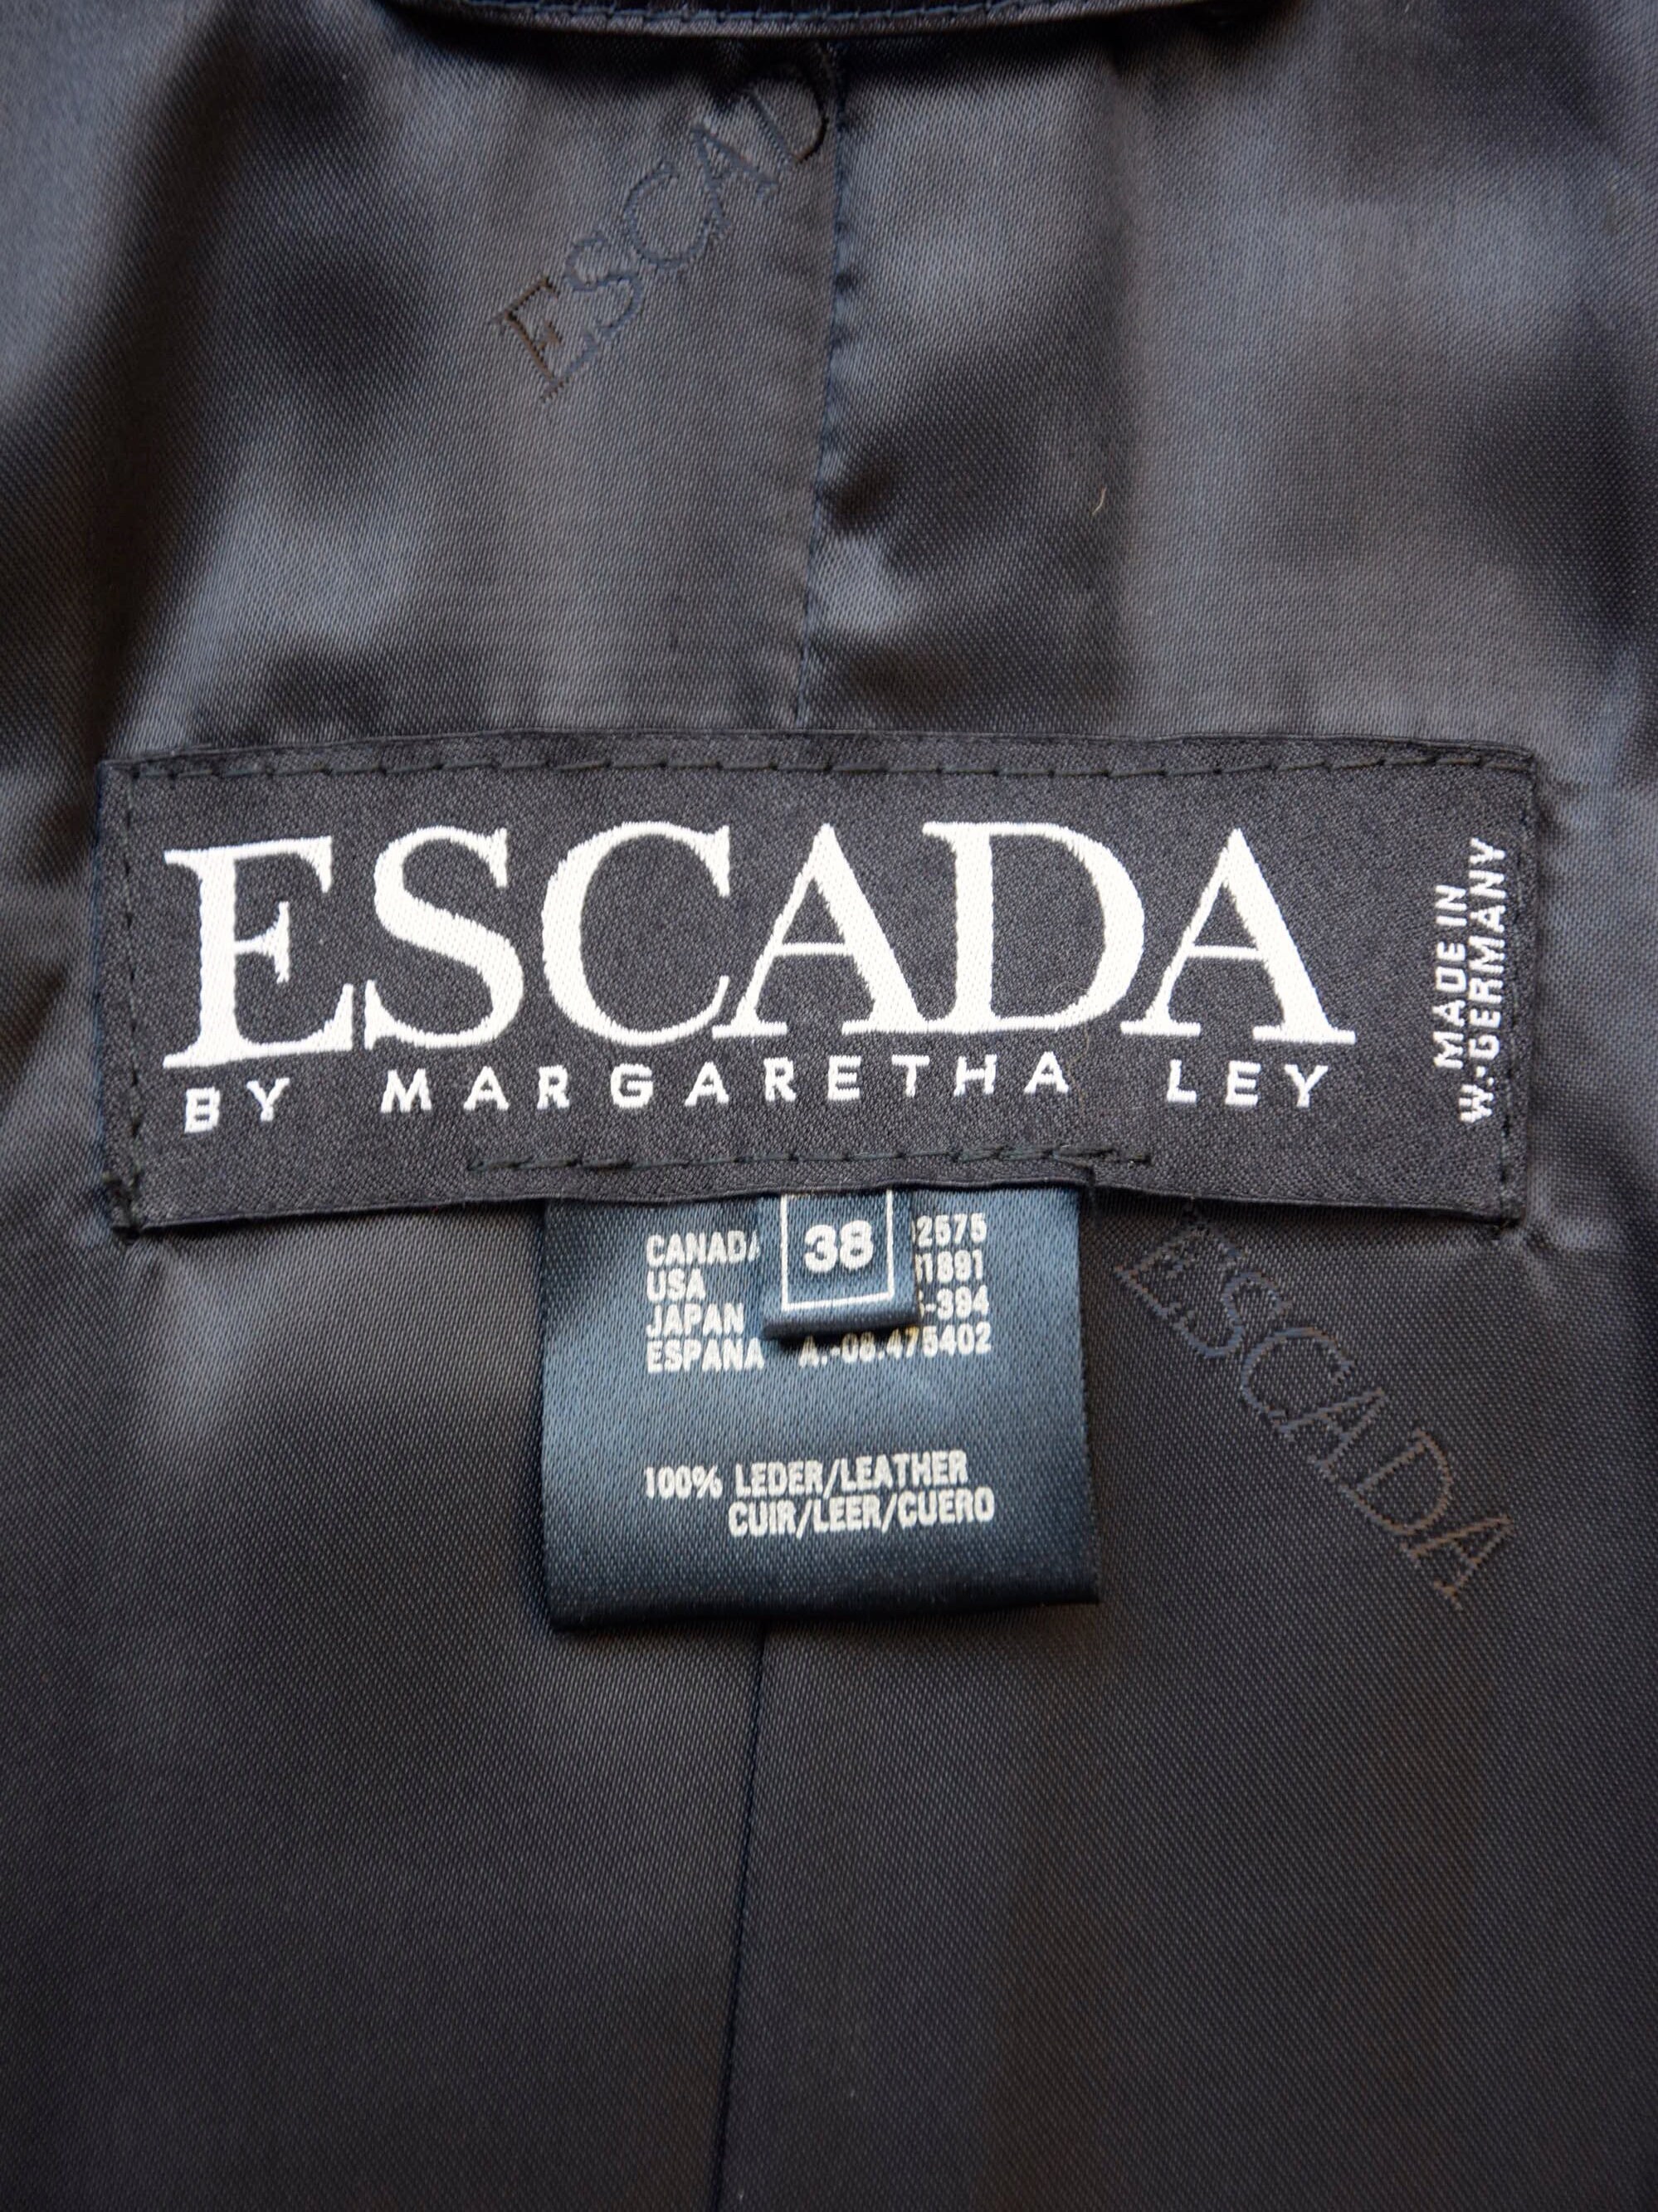 ESCAD
ESCADA
BY MARGARETHA LEY
MADE IN
W.-GERMANY
38
CANADA 2575
USA 1891
JAPAN -394
ESPANA A.-08.475402
100% LEDER/LEATHER
CUIR/LEER/CUERO
ESCADA